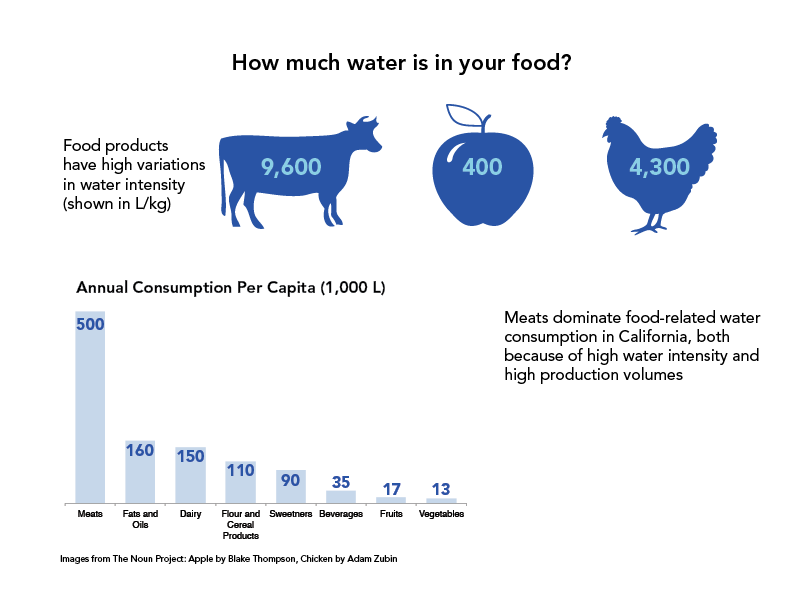 How much water is in your food?
Food products
have high variations
in water intensity
(shown in L/kg)
9,600
400
4,300
Annual Consumption Per Capita (1,000 L)
Meats dominate food-related water
consumption in California, both
because of high water intensity and
high production volumes
500
160
150
110
90
35
17
13
Meats
Fats and
Oils
Dairy
Flour and
Cereal
Products
Sweetners
Beverages
Fruits
Vegetables
Images from The Noun Project: Apple by Blake Thompson, Chicken by Adam Zubin